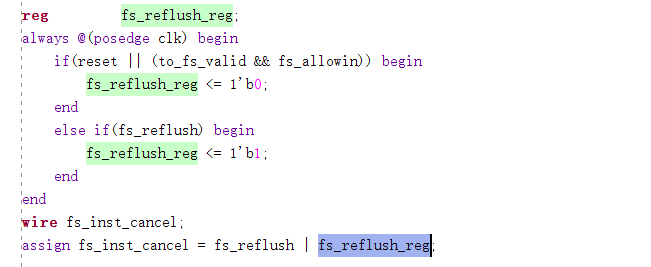 reg         fs_reflush_reg;
always @(posedge clk) begin
    if(reset || (to_fs_valid && fs_allowin)) begin
        fs_reflush_reg <= 1'b0;
    end
    else if(fs_reflush) begin
        fs_reflush_reg <= 1'b1;
    end
end
wire fs_inst_cancel;
assign fs_inst_cancel = fs_reflush | fs_reflush_reg;